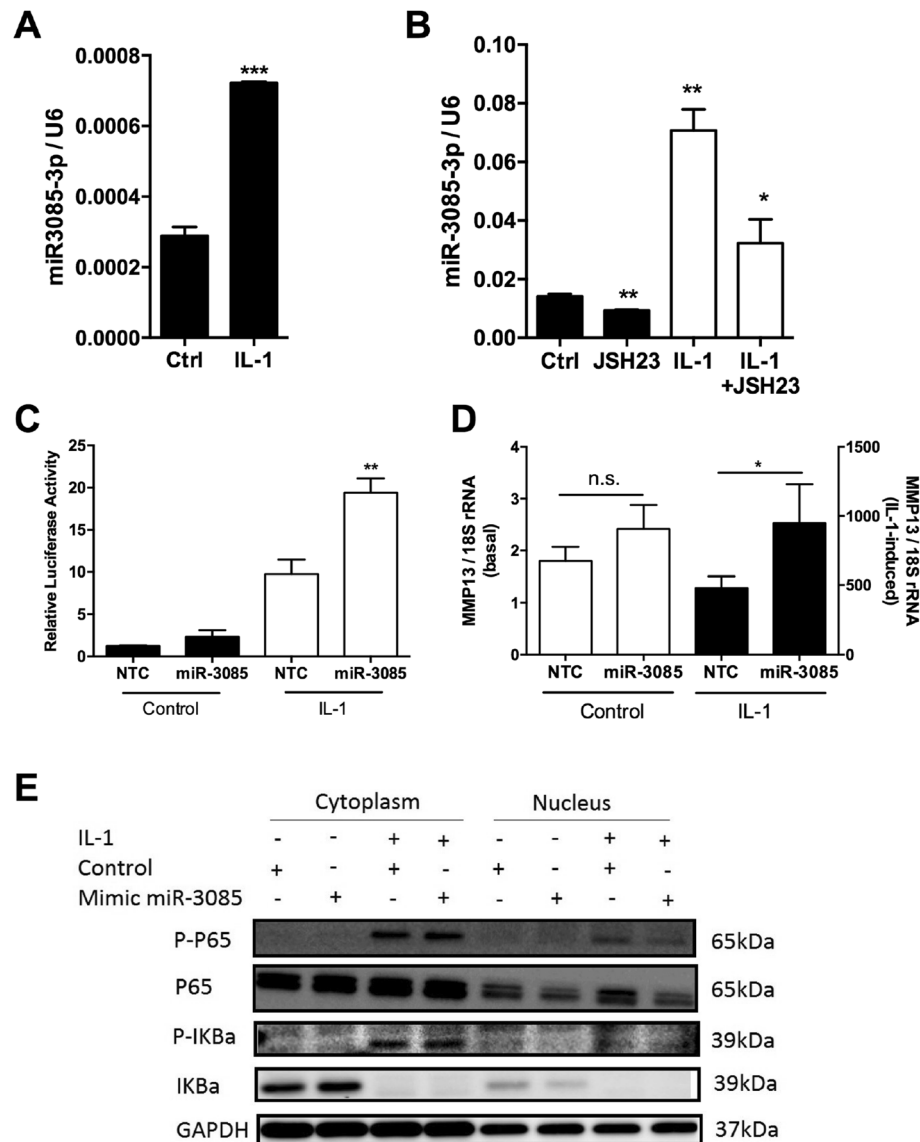 A
miR3085-3p / U6
0.0008
0.0006
0.0004
0.0002
0.0000
***
Ctrl IL-1
B
miR-3085-3p / U6
0.10
0.08
0.06
0.04
0.02
0.00
** ** *
Ctrl JSH23 IL-1 IL-1
+JSH23
C
Relative Luciferase Activity
25
20
15
10
5
0
**
NTC miR-3085 NTC miR-3085
Control IL-1
D
MMP13 / 18S rRNA
(basal)
4
3
2
1
0
n.s. *
1500
1000
500
0
MMP13 / 18S rRNA
(IL-1-induced)
NTC miR-3085 NTC miR-3085
Control IL-1
E
Cytoplasm Nucleus
IL-1 - - + + - - + +
Control + - + - + - + -
Mimic miR-3085 - + - + - + - +
P-P65 65kDa
P65 65kDa
P-IKBa 39kDa
IKBa 39kDa
GAPDH 37kDa